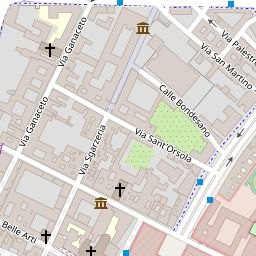 Via Ganaceto
Via Palestro
Via San Martino
Calle Bondesano
Via Ganaceto
Via Sgarzeria
Via Sant'Orsola
Belle Arti